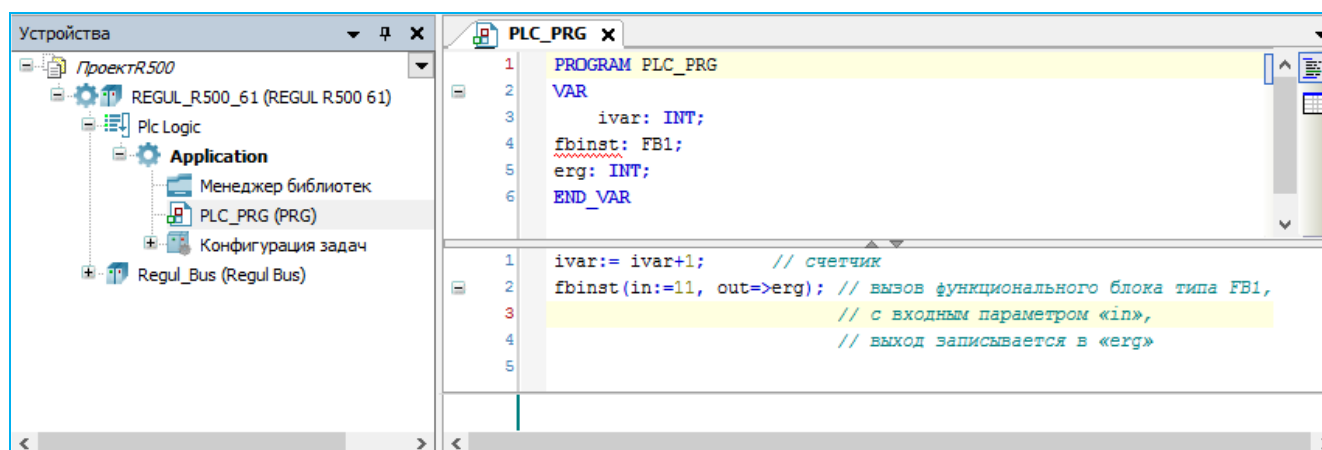 Устройства
ПроектR500
REGUL_R500_61 (REGUL R500 61)
Plc Logic
Application
Менеджер библиотек
PLC_PRG (PRG)
Конфигурация задач
Regul_Bus (Regul Bus)
PLC_PRG
1 PROGRAM PLC_PRG
2 VAR
3 ivar: INT;
4 fbinst: FB1;
5 erg: INT;
6 END_VAR
1 ivar:= ivar+1; // счетчик
2 fbinst(in:=11, out=>erg); // вызов функционального блока типа FB1,
3 // с входным параметром «in»,
4 // выход записывается в «erg»
5